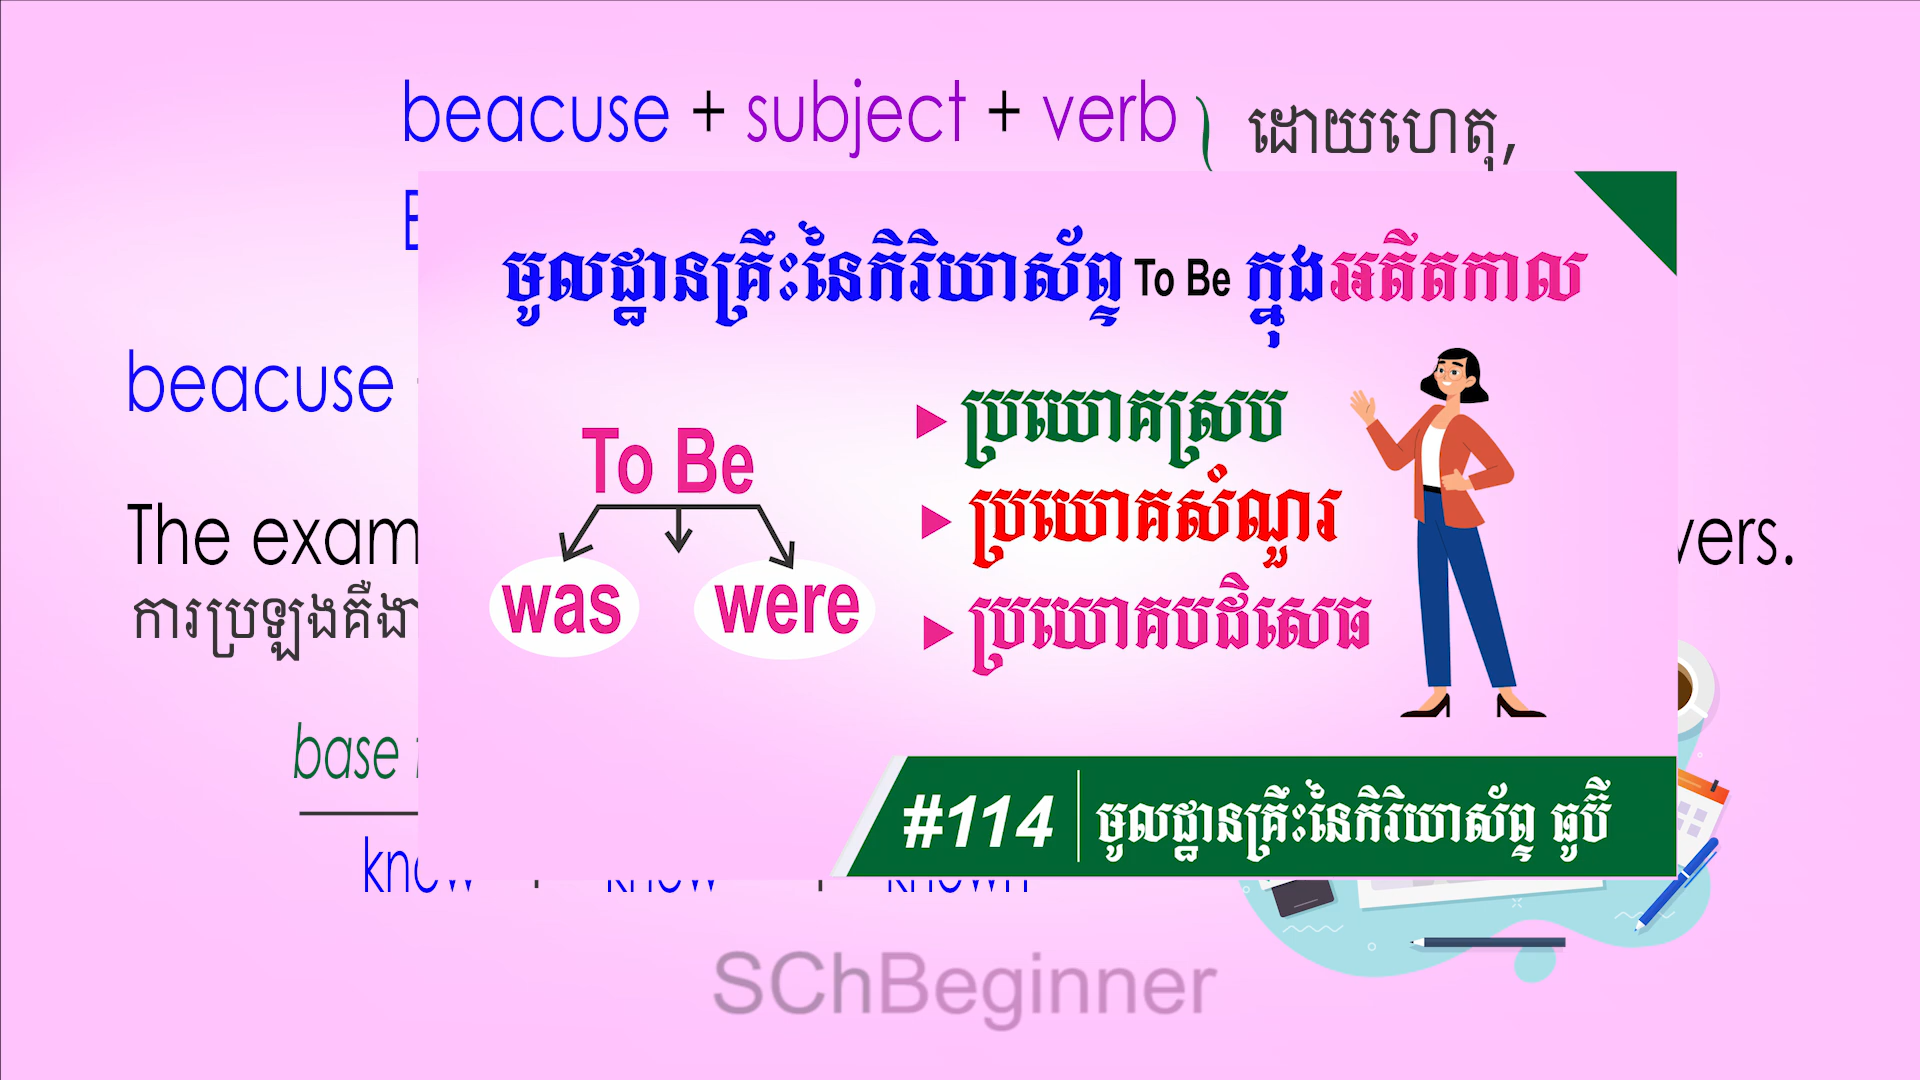 beacuse + subject + verb
ដោយហេតុ,
មូលដ្ឋានគ្រឹះនៃកិរិយាស័ព្ទ To Be ក្នុងអតីតកាល
beacuse
ប្រយោគស្រប
To Be
ប្រយោគសំណួរ
The exam
vers.
was were
ប្រយោគបដិសេធ
ការប្រឡងគឺងា
base
#114 មូលដ្ឋានគ្រឹះនៃកិរិយាស័ព្ទ ធូប៊ី
know know known
SChBeginner